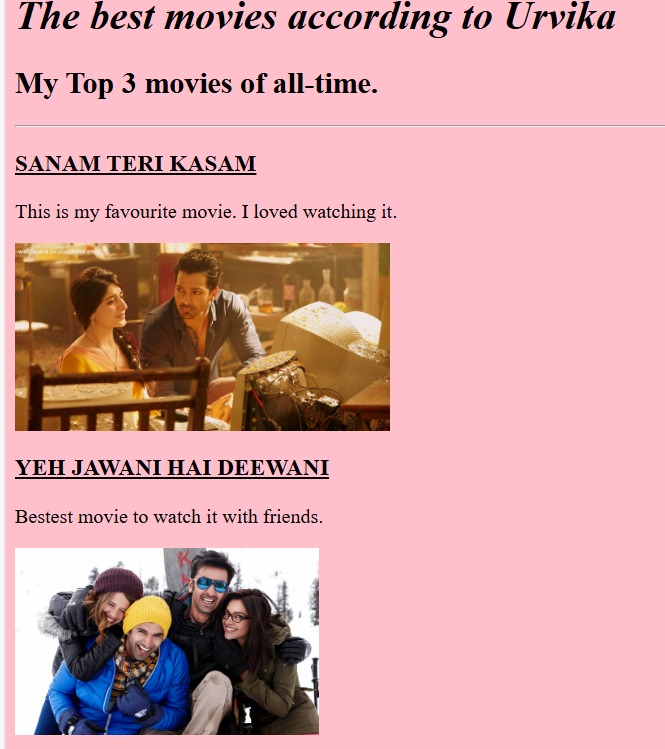 The best movies according to Urvika
My Top 3 movies of all-time.
SANAM TERI KASAM
This is my favourite movie. I loved watching it.
YEH JAWANI HAI DEEWANI
Bestest movie to watch it with friends.